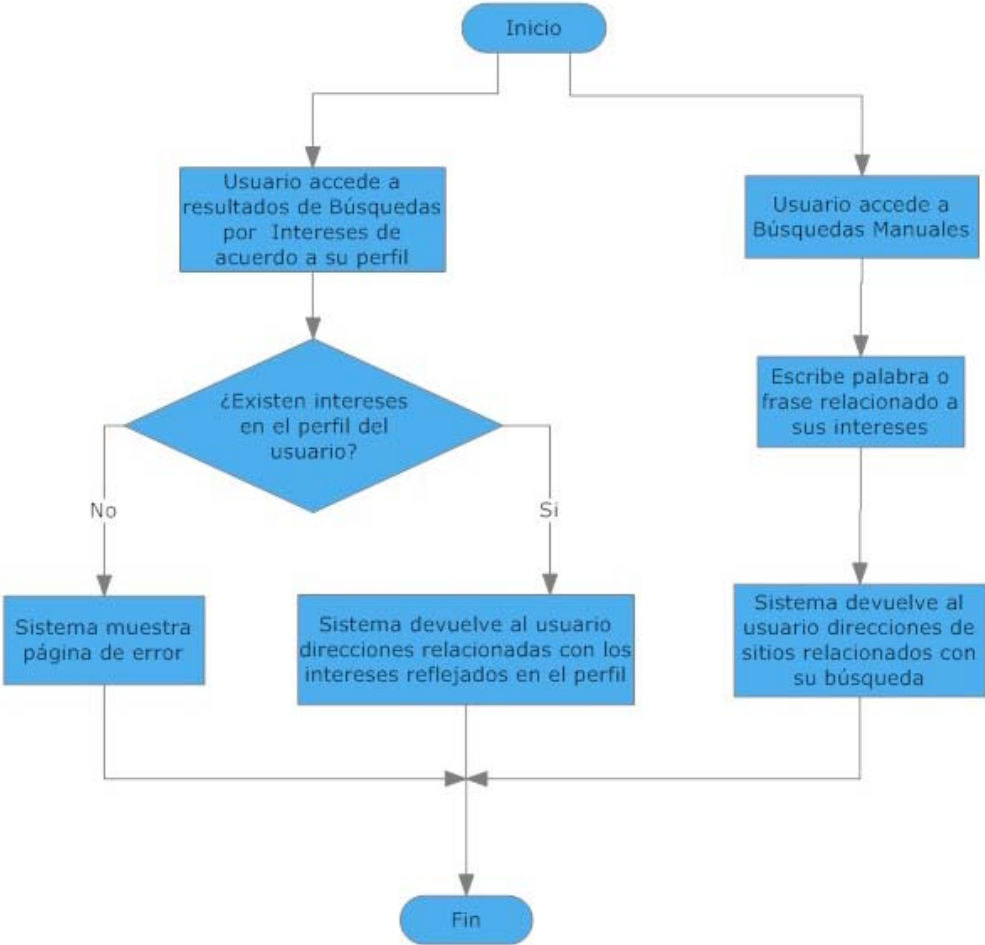 Inicio
Usuario accede a
resultados de Búsquedas
por Intereses de
acuerdo a su perfil
Usuario accede a
Búsquedas Manuales
¿Existen intereses
en el perfil del
usuario?
Escribe palabra o
frase relacionado a
sus intereses
No
Si
Sistema muestra
página de error
Sistema devuelve al usuario
direcciones relacionadas con los
intereses reflejados en el perfil
Sistema devuelve al
usuario direcciones de
sitios relacionados con
su búsqueda
Fin